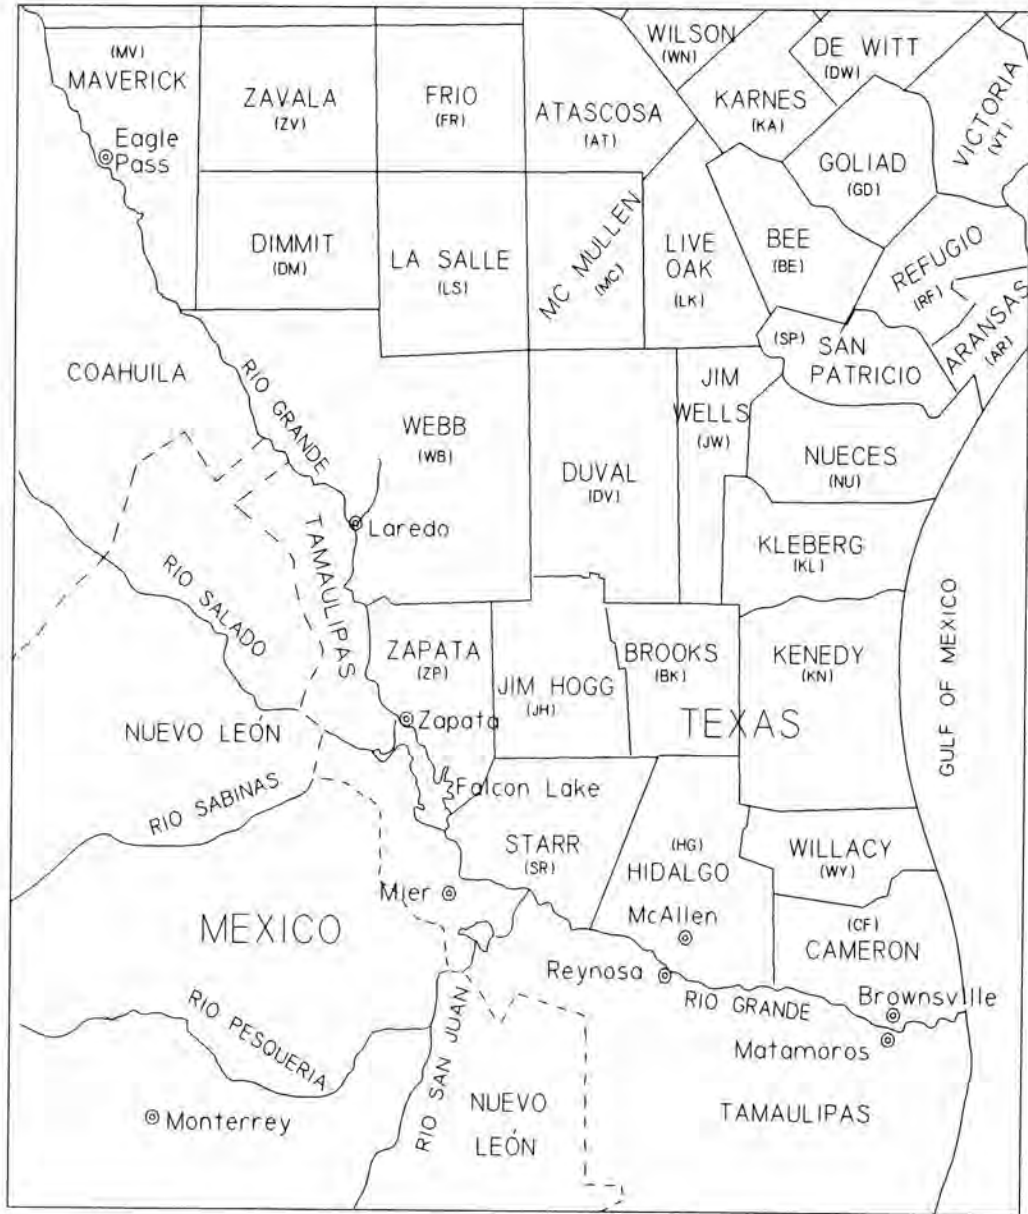 (MV)
MAVERICK
Eagle
Pass
ZAVALA
(ZV)
FRIO
(FR)
ATASCOSA
(AT)
WILSON
(WN)
KARNES
(KA)
DE WITT
(DW)
GOLIAD
(GD)
VICTORIA
(VT)
DIMMIT
(DM)
LA SALLE
(LS)
MC MULLEN
(MC)
LIVE
OAK
(LK)
BEE
(BE)
REFUGIO
(RF)
ARANSAS
(AR)
(SP)
SAN
PATRICIO
COAHUILA
RIO GRANDE
WEBB
(WB)
DUVAL
(DV)
JIM
WELLS
(JW)
NUECES
(NU)
KLEBERG
(KL)
Laredo
TAMAULIPAS
RIO SALADO
ZAPATA
(ZP)
JIM HOGG
(JH)
BROOKS
(BK)
KENEDY
(KN)
TEXAS
GULF OF MEXICO
NUEVO LEÓN
Zapata
RIO SABINAS
Falcon Lake
STARR
(SR)
(HG)
HIDALGO
McAllen
WILLACY
(WY)
(CF)
CAMERON
Mier
MEXICO
Reynosa
RIO GRANDE
Brownsville
Matamoros
RIO PESQUERIA
RIO SAN JUAN
Monterrey
NUEVO
LEÓN
TAMAULIPAS